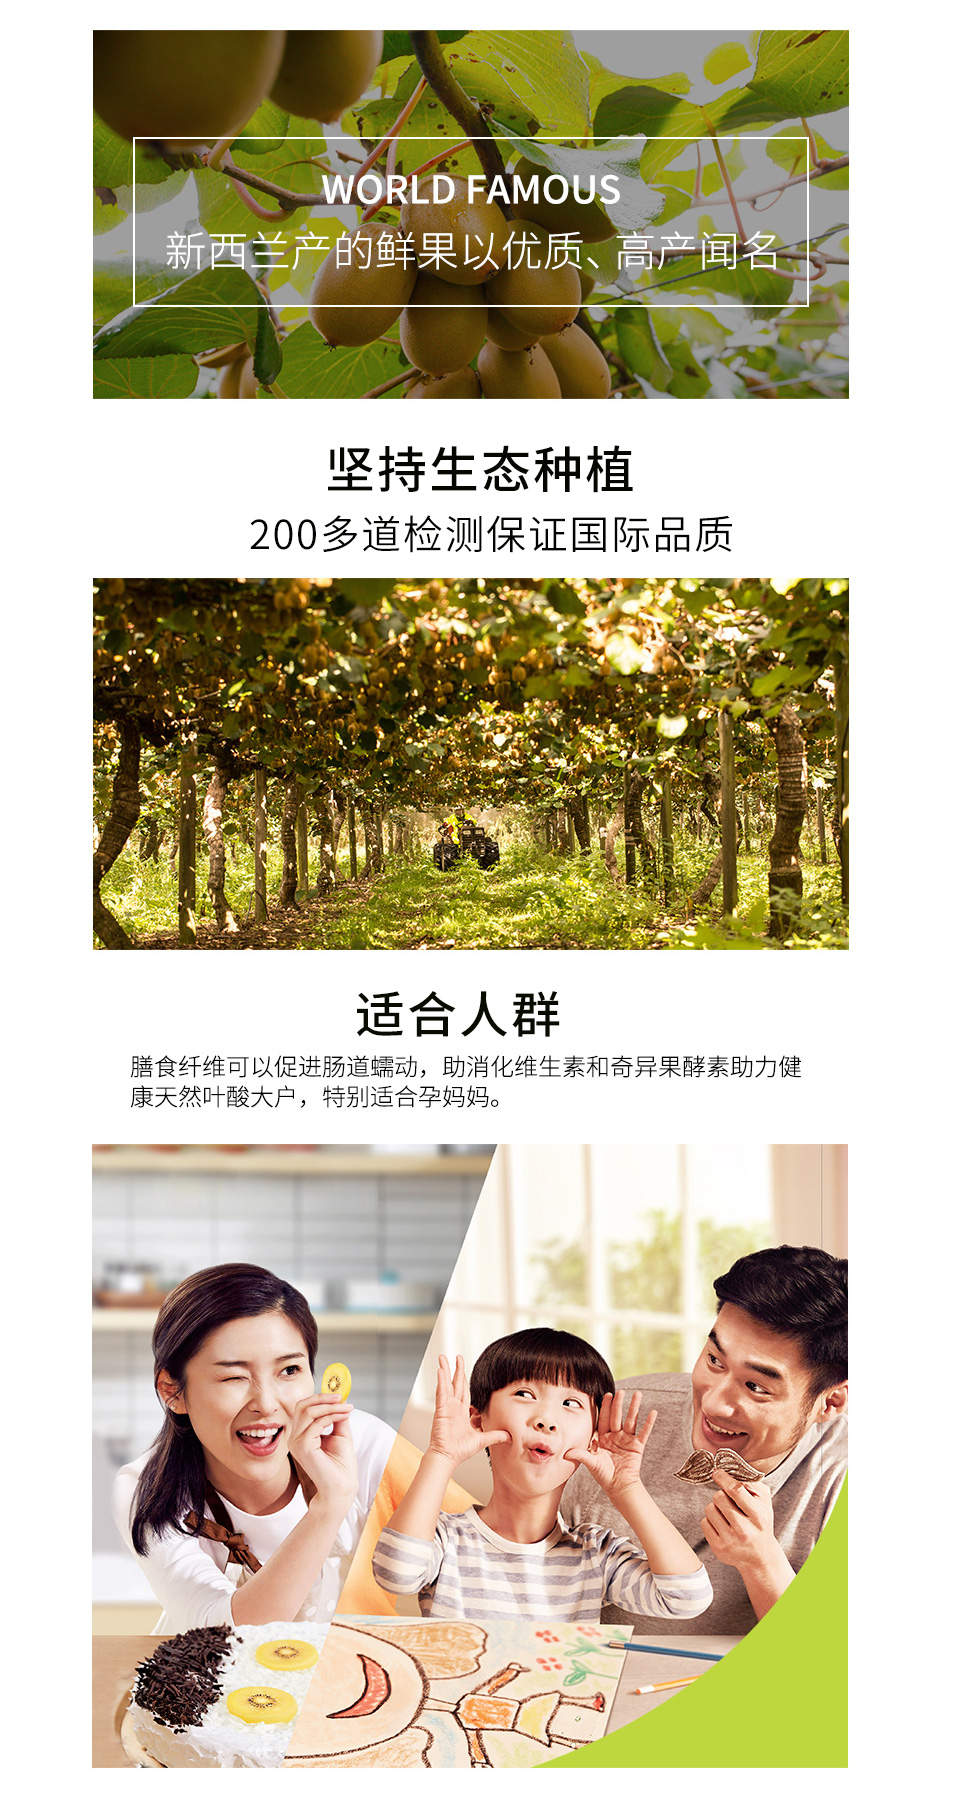 WORLD FAMOUS
新西兰产的鲜果以优质、高产闻名
坚持生态种植
200多道检测保证国际品质
适合人群
膳食纤维可以促进肠道蠕动，助消化维生素和奇异果酵素助力健
康天然叶酸大户，特别适合孕妈妈。